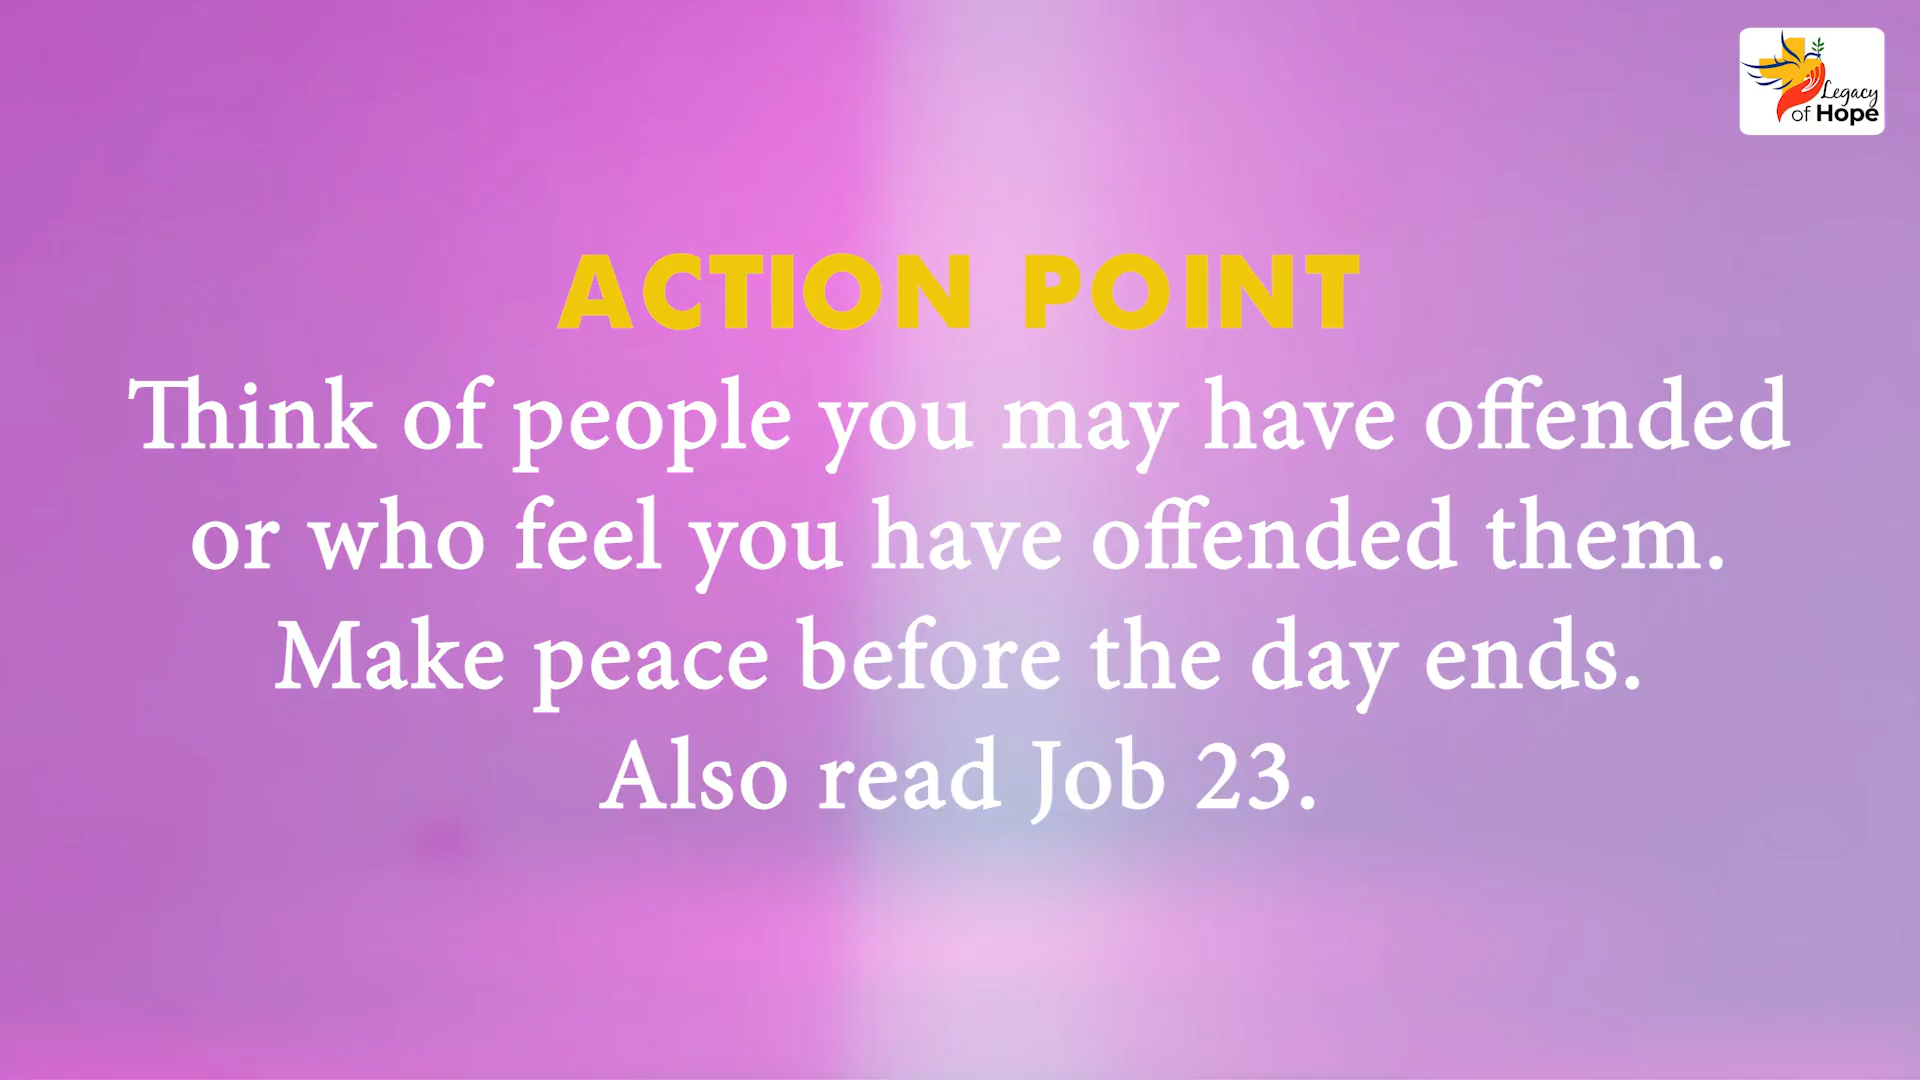 Legacy
of Hope
ACTION POINT
Think of people you may have offended
or who feel you have offended them.
Make peace before the day ends.
Also read Job 23.